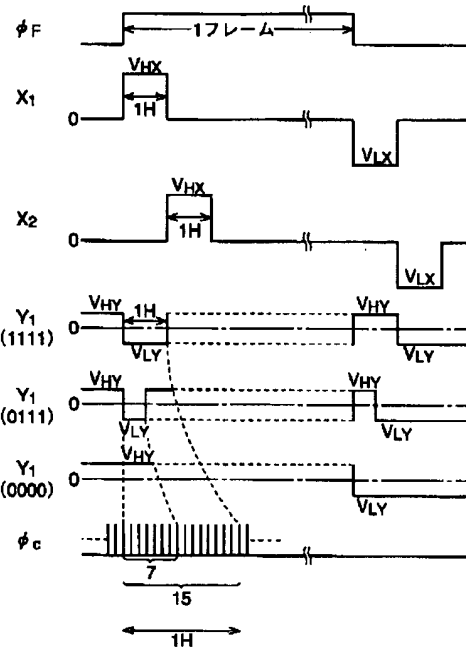 φF
1フレーム
VHX
X1
0
1H
VLX
VHX
X2
0
1H
VLX
VHY
1H
VHY
Y1
(1111)
0
VLY
VLY
VHY
VHY
Y1
(0111)
0
VLY
VLY
VHY
Y1
(0000)
0
VLY
φc
7
15
1H